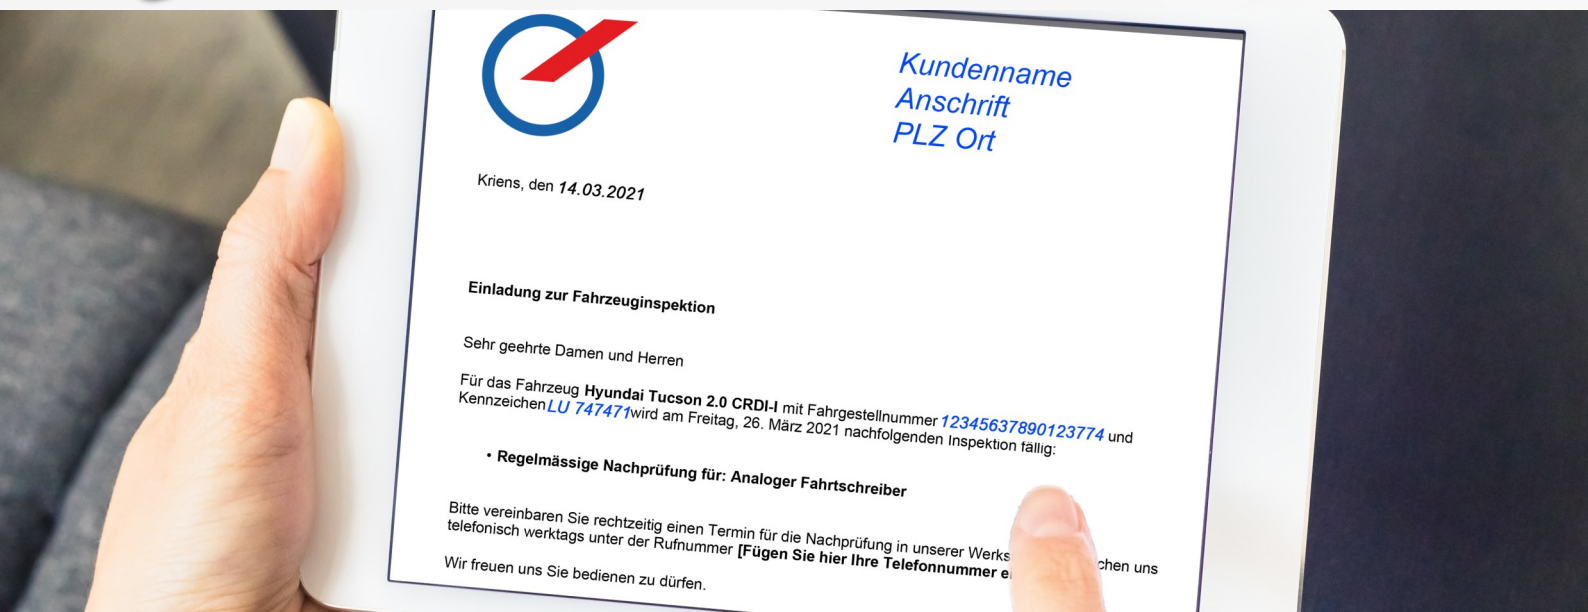 Kundenname
Anschrift
PLZ Ort
Kriens, den 14.03.2021
Einladung zur Fahrzeuginspektion
Sehr geehrte Damen und Herren
Für das Fahrzeug Hyundai Tucson 2.0 CRDI-I mit Fahrgestellnummer 12345637890123774 und
Kennzeichen LU 747471 wird am Freitag, 26. März 2021 nachfolgenden Inspektion fällig:
• Regelmässige Nachprüfung für: Analoger Fahrtschreiber
Bitte vereinbaren Sie rechtzeitig einen Termin für die Nachprüfung in unserer uns
telefonisch werktags unter der Rufnummer [Fügen Sie hier Ihre Telefonnummer
Wir freuen uns Sie bedienen zu dürfen.